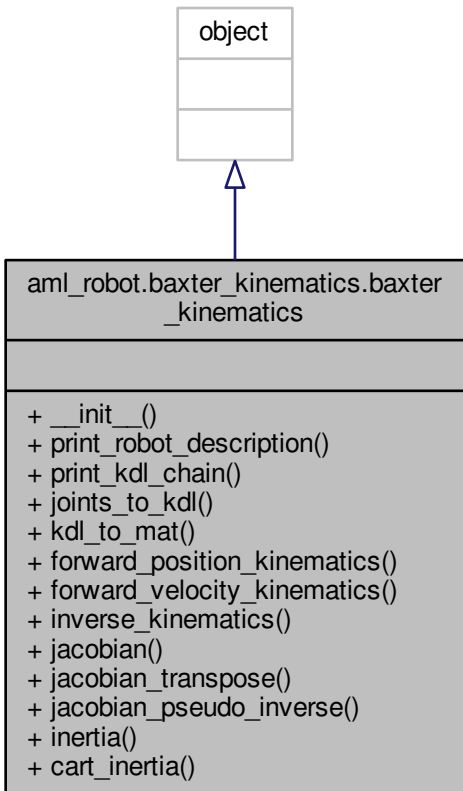 object
aml_robot.baxter_kinematics.baxter
_kinematics
+ __init__()
+ print_robot_description()
+ print_kdl_chain()
+ joints_to_kdl()
+ kdl_to_mat()
+ forward_position_kinematics()
+ forward_velocity_kinematics()
+ inverse_kinematics()
+ jacobian()
+ jacobian_transpose()
+ jacobian_pseudo_inverse()
+ inertia()
+ cart_inertia()